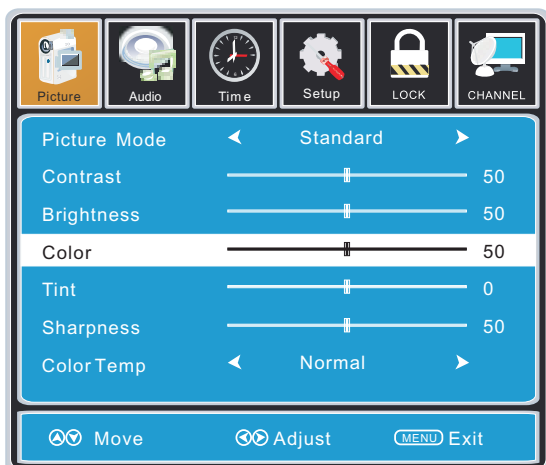 Picture Audio Time Setup LOCK CHANNEL
Picture Mode Standard
Contrast 50
Brightness 50
Color 50
Tint 0
Sharpness 50
Color Temp Normal
Move Adjust MENU Exit